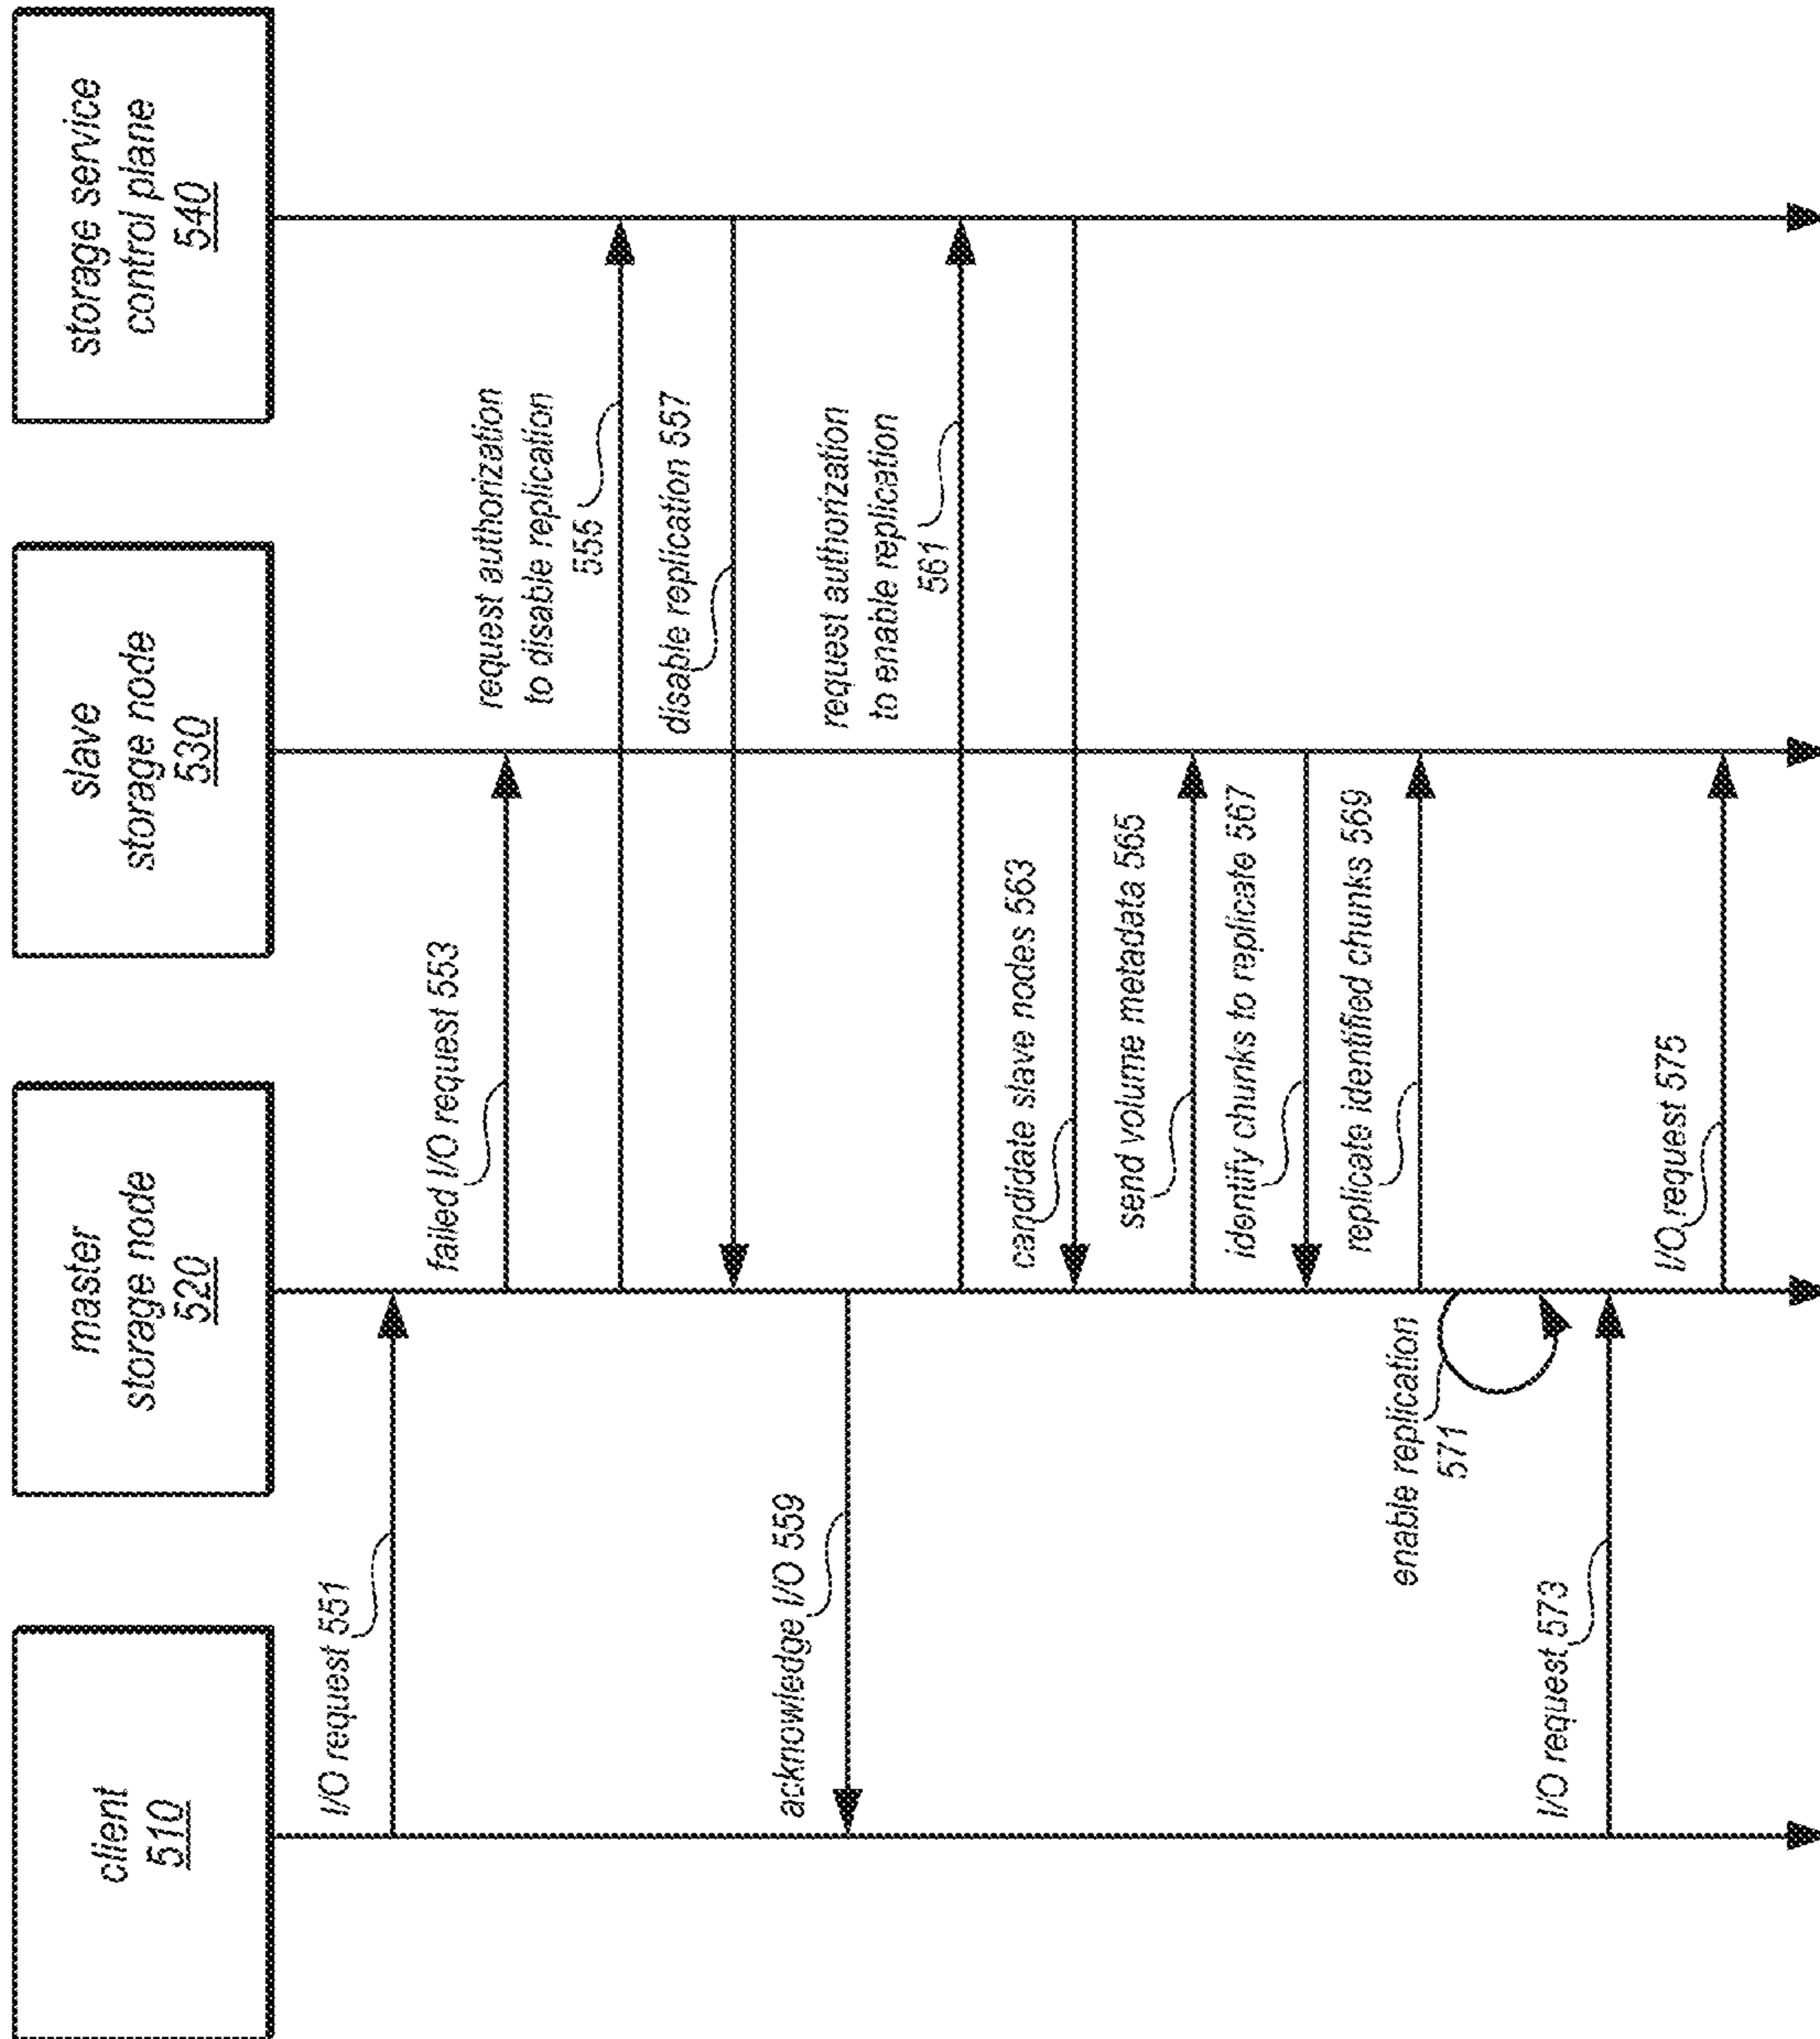 client
510
master
storage node
520
slave
storage node
530
storage service
control plane
540
I/O request 551
failed I/O request 553
request authorization
to disable replication
555
disable replication 557
acknowledge I/O 559
request authorization
to enable replication
561
candidate slave nodes 563
send volume metadata 565
identify chunks to replicate 567
replicate identified chunks 569
enable replication
571
I/O request 573
I/O request 575